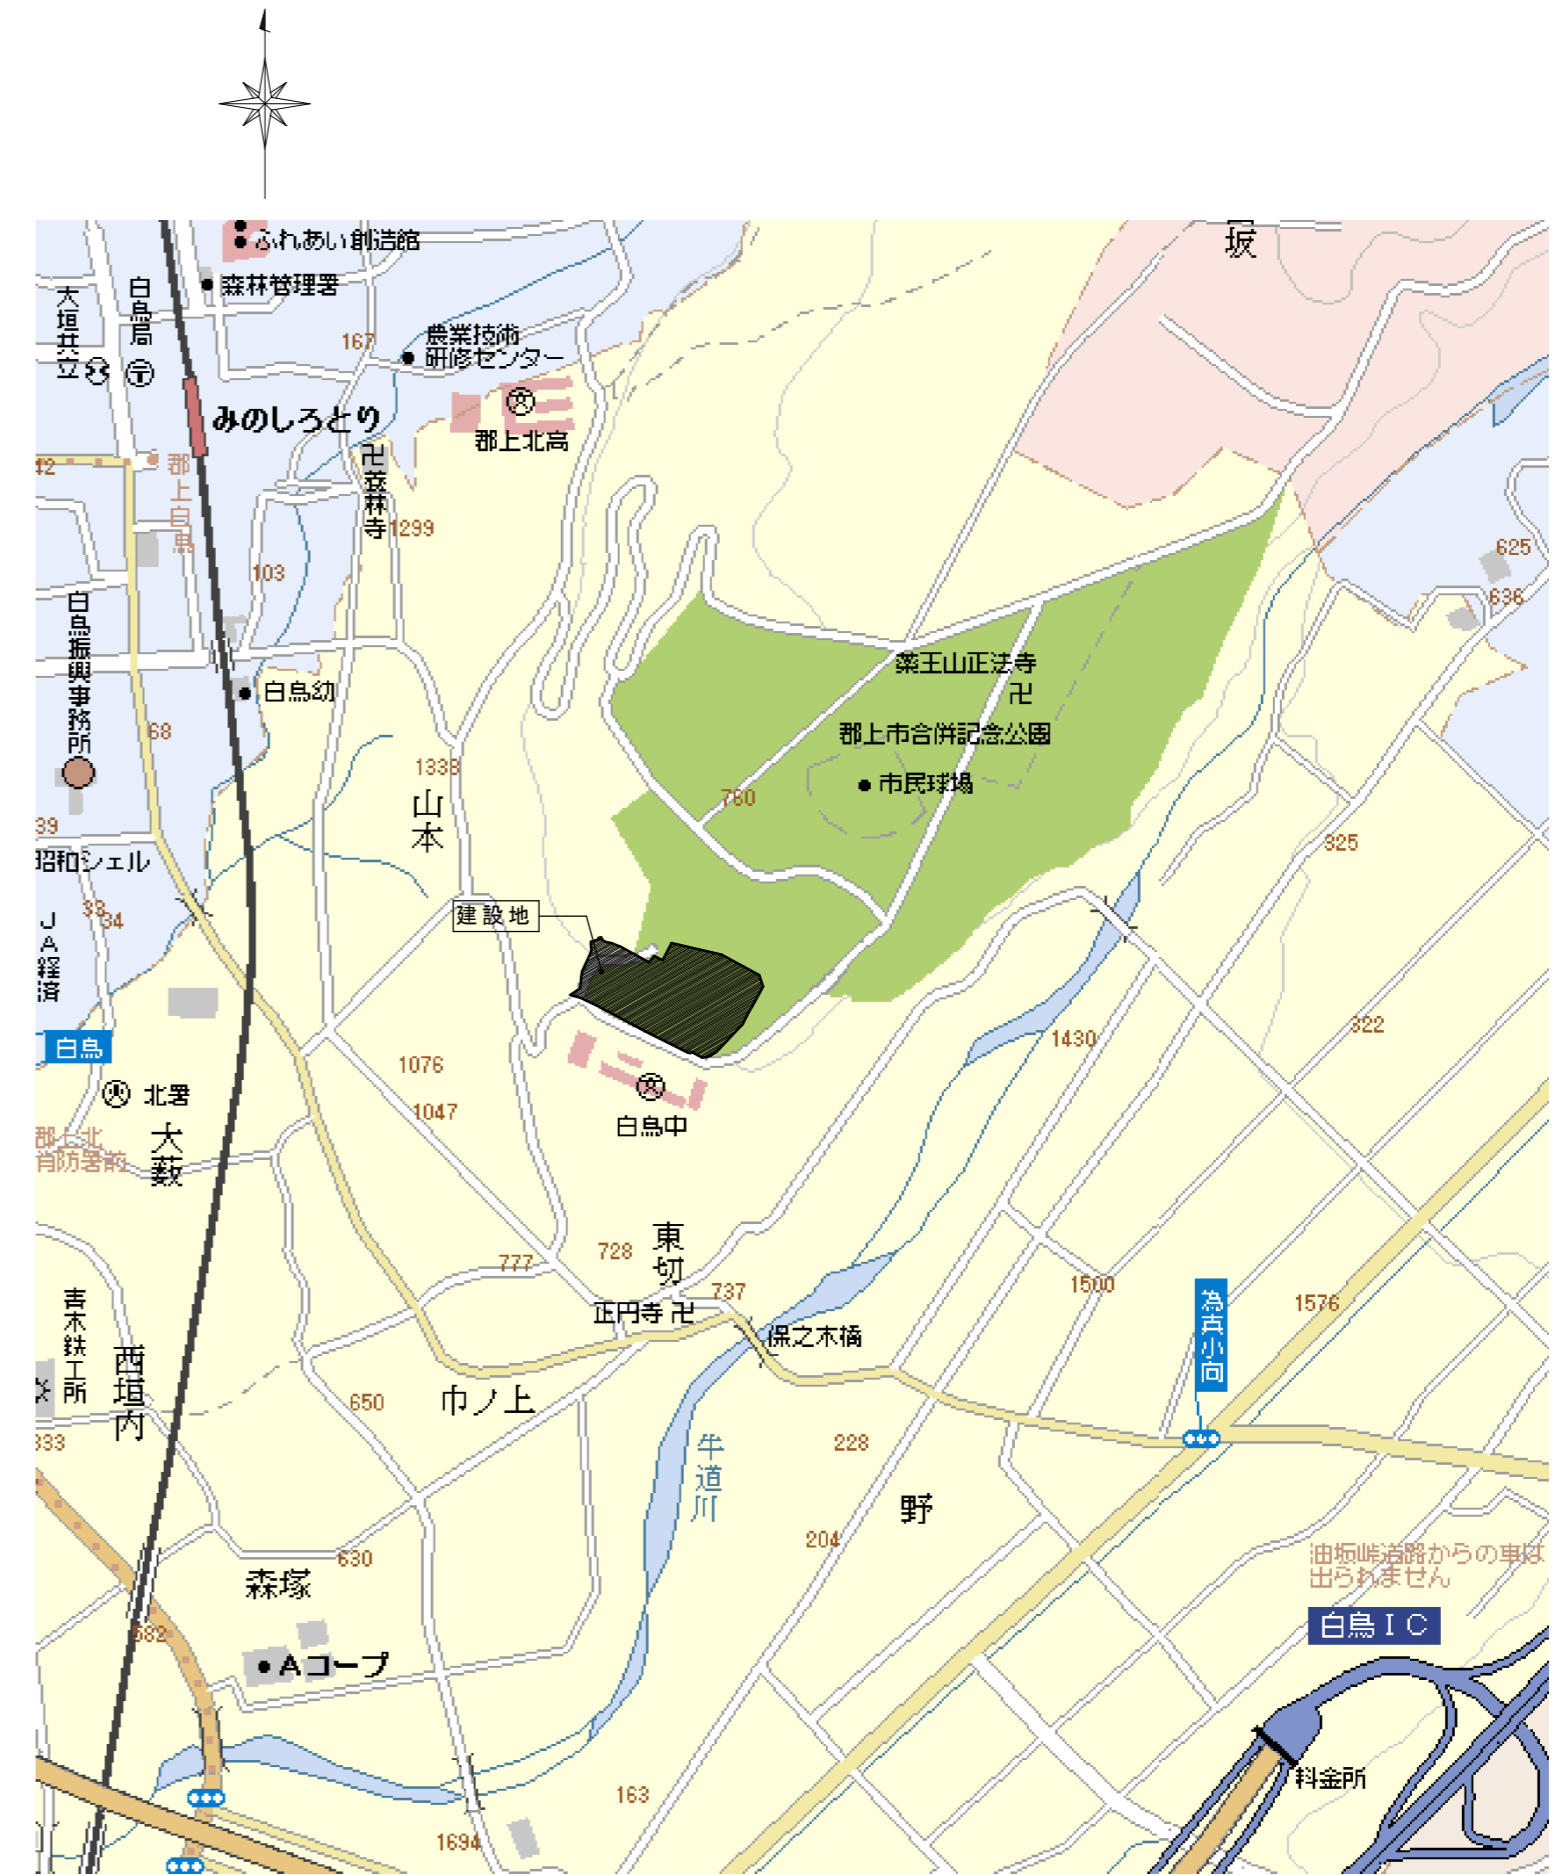 坂
ふれあい創造館
森林管理署
白鳥局
大垣共立
167
農業技術
研修センター
みのしろとり
郡上北高
42
郡上白鳥
1299
103
625
636
白鳥振興事務所
薬王山正法寺
白鳥幼
68
郡上市合併記念公園
1338
市民球場
760
山本
39
昭和シェル
325
33
34
建設地
JA経済
322
白鳥
1430
1076
北署
1047
白鳥中
郡上北
消防署前
大薮
東切
728
777
737
1500
1576
為真小向
正円寺
保之木橋
青木鉄工所
西垣内
650
巾ノ上
333
牛道川
228
野
204
630
森塚
油坂峠道路からの車は
出られません
白鳥IC
582
Aコープ
料金所
163
1694